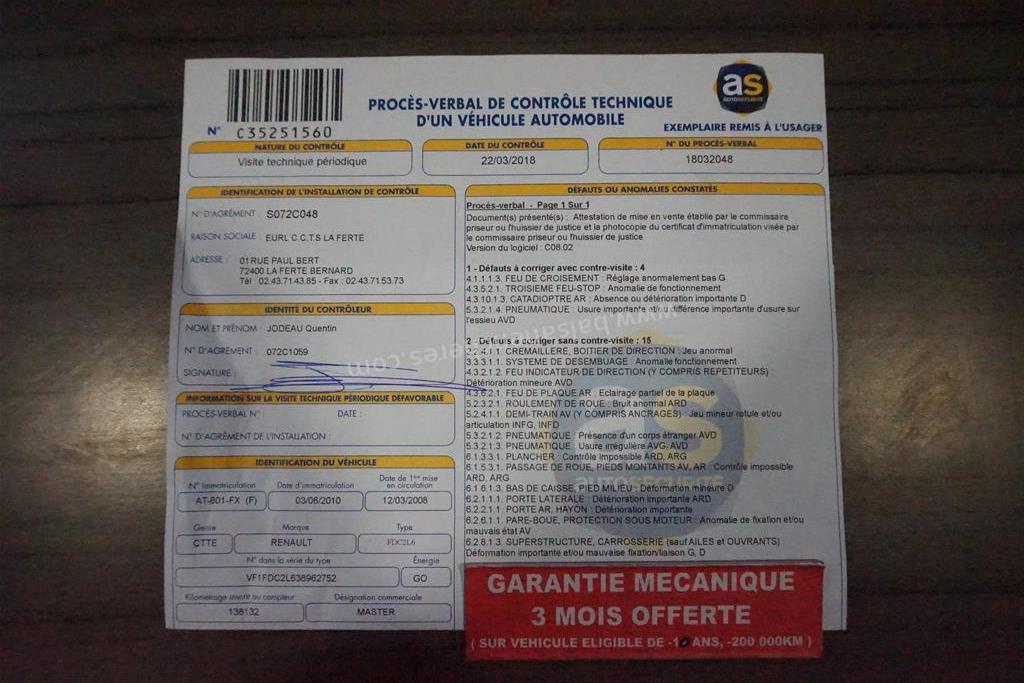 as
AUTOSECURITE
PROCÈS-VERBAL DE CONTRÔLE TECHNIQUE
D'UN VÉHICULE AUTOMOBILE
N° C35251560
EXEMPLAIRE REMIS À L'USAGER
NATURE DU CONTRÔLE
Visite technique périodique
DATE DU CONTRÔLE
22/03/2018
N° DU PROCÈS-VERBAL
18032048
IDENTIFICATION DE L'INSTALLATION DE CONTRÔLE
N° D'AGRÉMENT : S072C048
RAISON SOCIALE : EURL C.C.T.S LA FERTE
ADRESSE : 01 RUE PAUL BERT
72400 LA FERTE BERNARD
Tél : 02.43.71.43.85 - Fax : 02.43.71.53.73
IDENTITÉ DU CONTRÔLEUR
NOM ET PRÉNOM : JODEAU Quentin
N° D'AGRÉMENT : 072C1059
SIGNATURE :
INFORMATION SUR LA VISITE TECHNIQUE PÉRIODIQUE DÉFAVORABLE
PROCÈS-VERBAL N° DATE :
N° D'AGRÉMENT DE L'INSTALLATION :
IDENTIFICATION DU VÉHICULE
N° Immatriculation Date d'immatriculation Date de 1ère mise
en circulation
AT-601-FX (F) 03/06/2010 12/03/2008
Genre Marque Type
CTTE RENAULT FDC2L6
N° dans la série du type Énergie
VF1FDC2L638962752 GO
Kilométrage inscrit au compteur Désignation commerciale
138132 MASTER
DÉFAUTS OU ANOMALIES CONSTATÉS
Procès-verbal - Page 1 Sur 1
Document(s) présenté(s) : Attestation de mise en vente établie par le commissaire
priseur ou l'huissier de justice et la photocopie du certificat d'immatriculation visée par
le commissaire priseur ou l'huissier de justice
Version du logiciel : C08.02
1 - Défauts à corriger avec contre-visite : 4
4.1.1.1.3. FEU DE CROISEMENT : Réglage anormalement bas G
4.3.5.2.1. TROISIEME FEU-STOP : Anomalie de fonctionnement
4.3.10.1.3. CATADIOPTRE AR : Absence ou détérioration importante D
5.3.2.1.4. PNEUMATIQUE : Usure importante et/ou différence importante d'usure sur
l'essieu AVD
2 - Défauts à corriger sans contre-visite : 15
2.2.4.1.1. CREMAILLERE, BOITIER DE DIRECTION : Jeu anormal
3.3.3.1.1. SYSTEME DE DESEMBUAGE : Anomalie fonctionnement
4.3.2.1.2. FEU INDICATEUR DE DIRECTION (Y COMPRIS REPETITEURS) :
Détérioration mineure AVD
4.3.6.2.1. FEU DE PLAQUE AR : Eclairage partiel de la plaque
5.2.3.2.1. ROULEMENT DE ROUE : Bruit anormal ARD
5.2.4.1.1. DEMI-TRAIN AV (Y COMPRIS ANCRAGES) : Jeu mineur rotule et/ou
articulation INFG, INFD
5.3.2.1.2. PNEUMATIQUE : Présence d'un corps étranger AVD
5.3.2.1.3. PNEUMATIQUE : Usure irrégulière AVG, AVD
6.1.3.3.1. PLANCHER : Contrôle impossible ARD, ARG
6.1.5.3.1. PASSAGE DE ROUE, PIEDS MONTANTS AV, AR : Contrôle impossible
ARD, ARG
6.1.6.1.3. BAS DE CAISSE, PIED MILIEU : Déformation mineure D
6.2.1.1.1. PORTE LATERALE : Détérioration importante ARD
6.2.2.1.1. PORTE AR, HAYON : Détérioration importante
6.2.6.1.1. PARE-BOUE, PROTECTION SOUS MOTEUR : Anomalie de fixation et/ou
mauvais état AV
6.2.8.1.3. SUPERSTRUCTURE, CARROSSERIE (sauf AILES et OUVRANTS) :
Déformation importante et/ou mauvaise fixation/liaison G, D
GARANTIE MECANIQUE
3 MOIS OFFERTE
( SUR VEHICULE ELIGIBLE DE -10 ANS, -200 000KM )